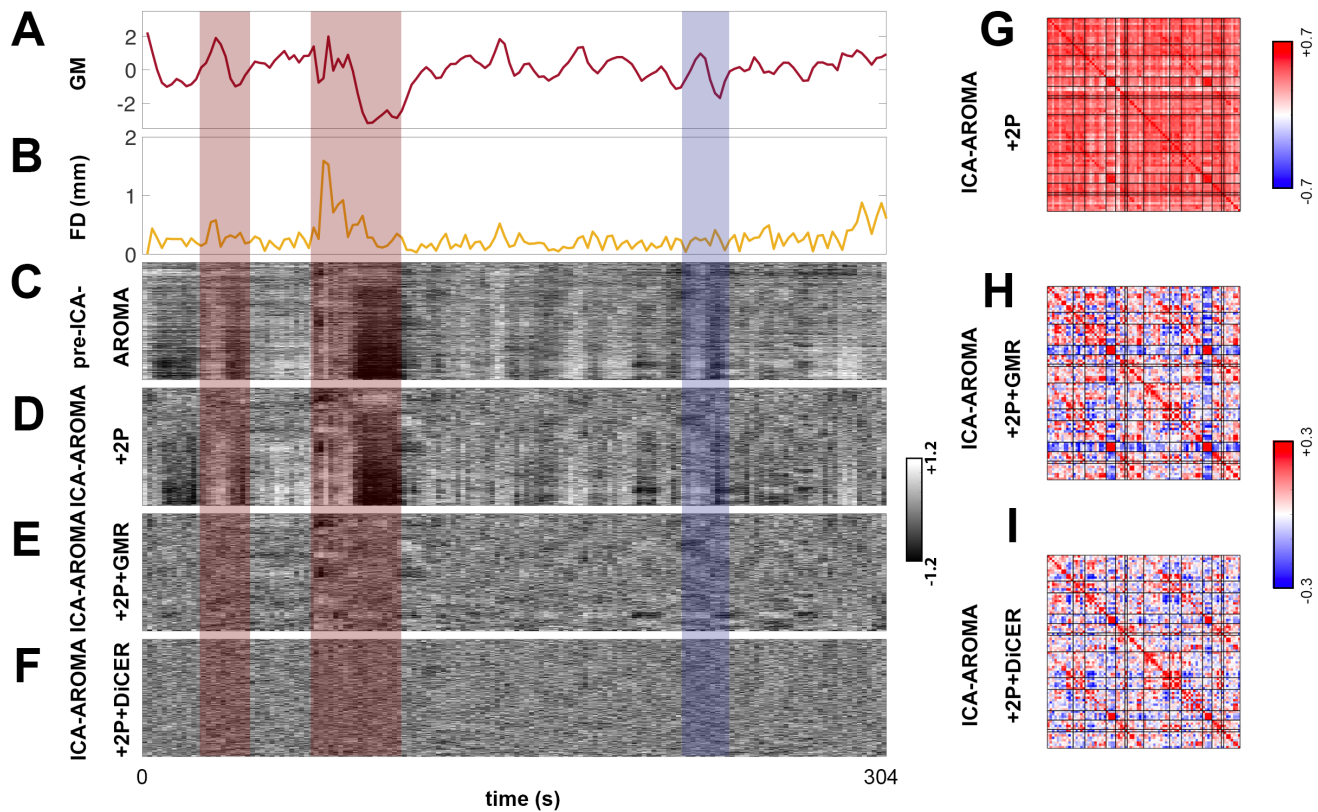 A
GM
2
0
-2
B
FD (mm)
2
1
0
C
pre-ICA-
AROMA
D
ICA-AROMA
+2P
E
ICA-AROMA
+2P+GMR
F
ICA-AROMA
+2P+DiCER
+1.2
-1.2
0
304
time (s)
G
ICA-AROMA
+2P
+0.7
-0.7
H
ICA-AROMA
+2P+GMR
+0.3
-0.3
I
ICA-AROMA
+2P+DiCER